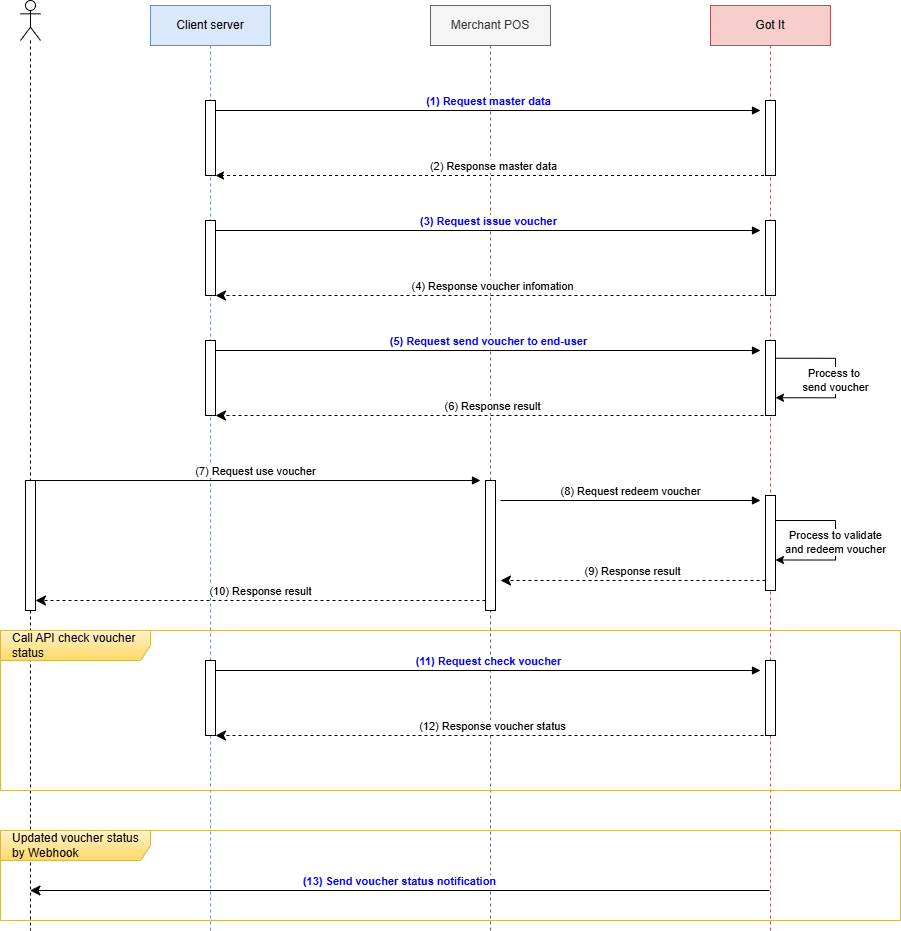 Client server
Merchant POS
Got It
(1) Request master data
(2) Response master data
(3) Request issue voucher
(4) Response voucher infomation
(5) Request send voucher to end-user
Process to
send voucher
(6) Response result
(7) Request use voucher
(8) Request redeem voucher
Process to validate
and redeem voucher
(9) Response result
(10) Response result
Call API check voucher
status
(11) Request check voucher
(12) Response voucher status
Updated voucher status
by Webhook
(13) Send voucher status notification